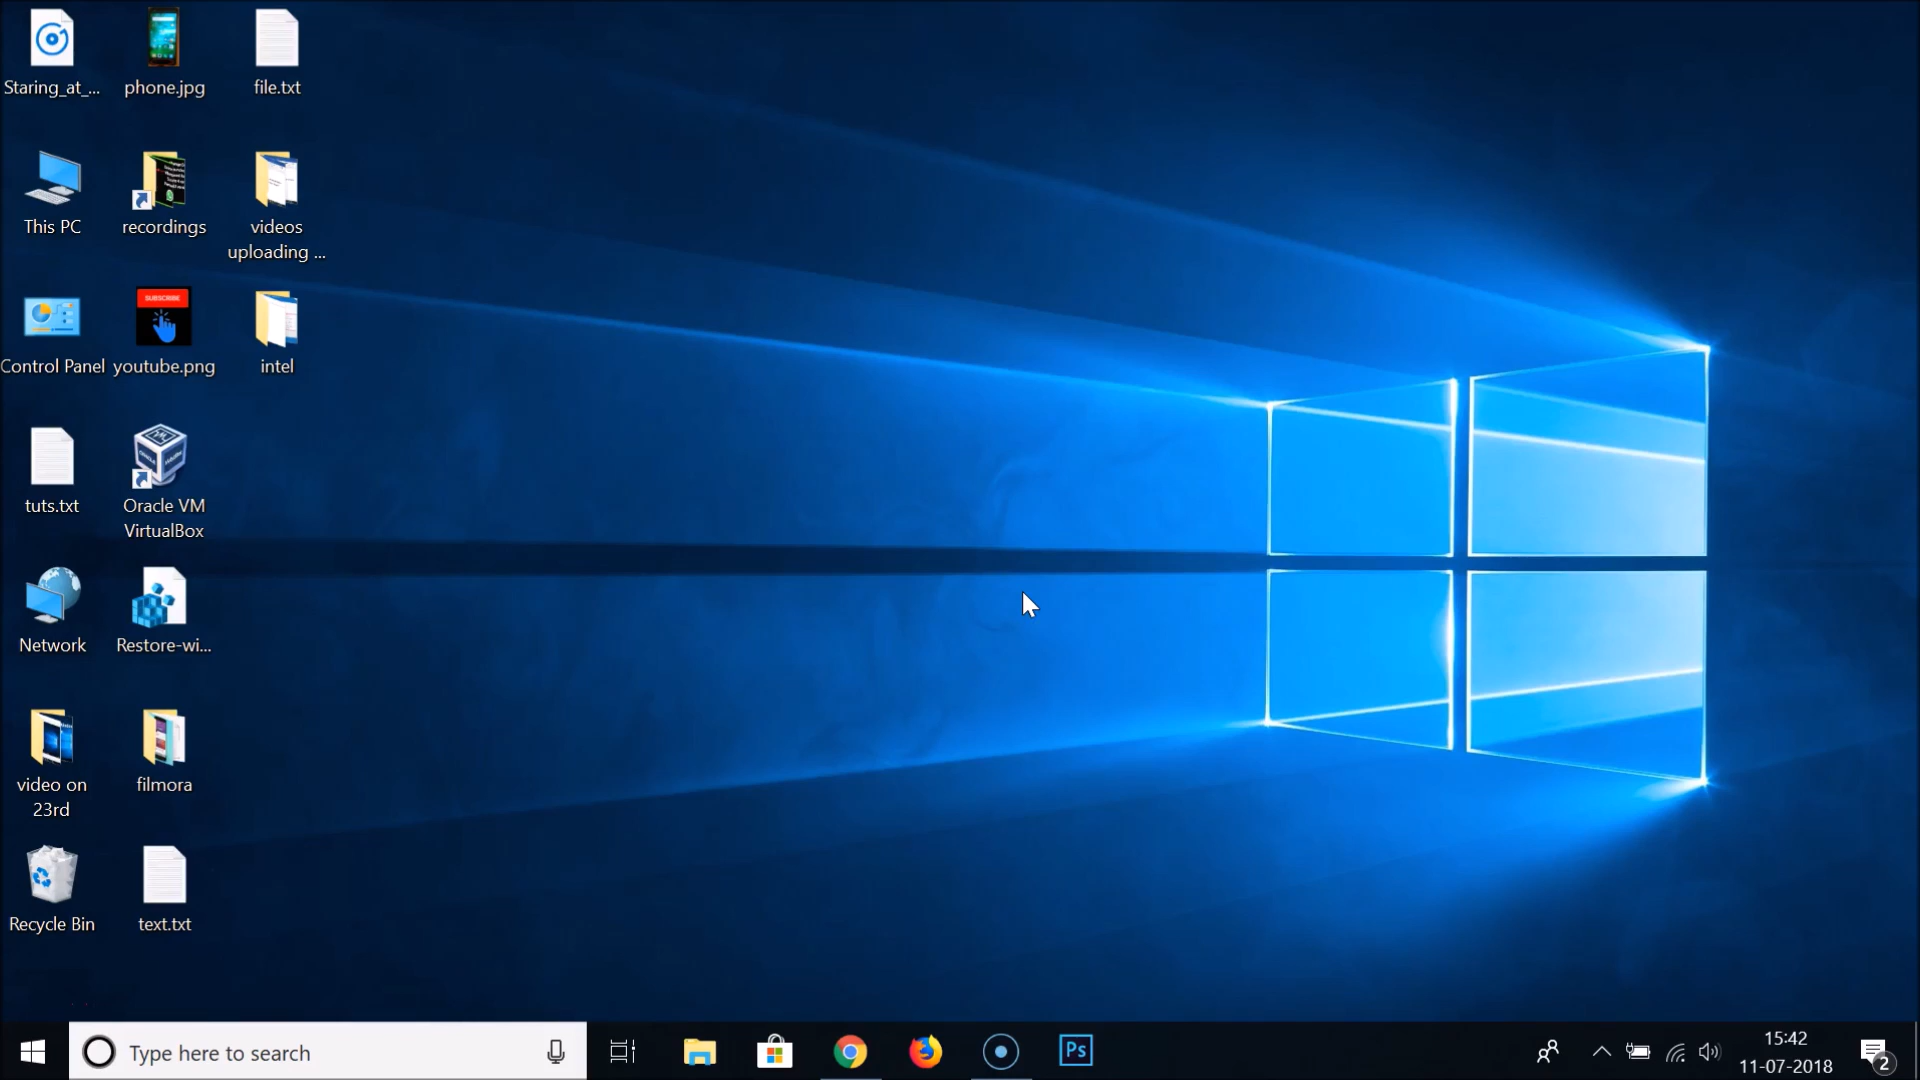 Staring_at_...
phone.jpg
file.txt
This PC
recordings
videos
uploading ...
SUBSCRIBE
Control Panel
youtube.png
intel
tuts.txt
Oracle VM
VirtualBox
Network
Restore-wi...
video on
23rd
filmora
Recycle Bin
text.txt
Type here to search
Ps
15:42
11-07-2018
2